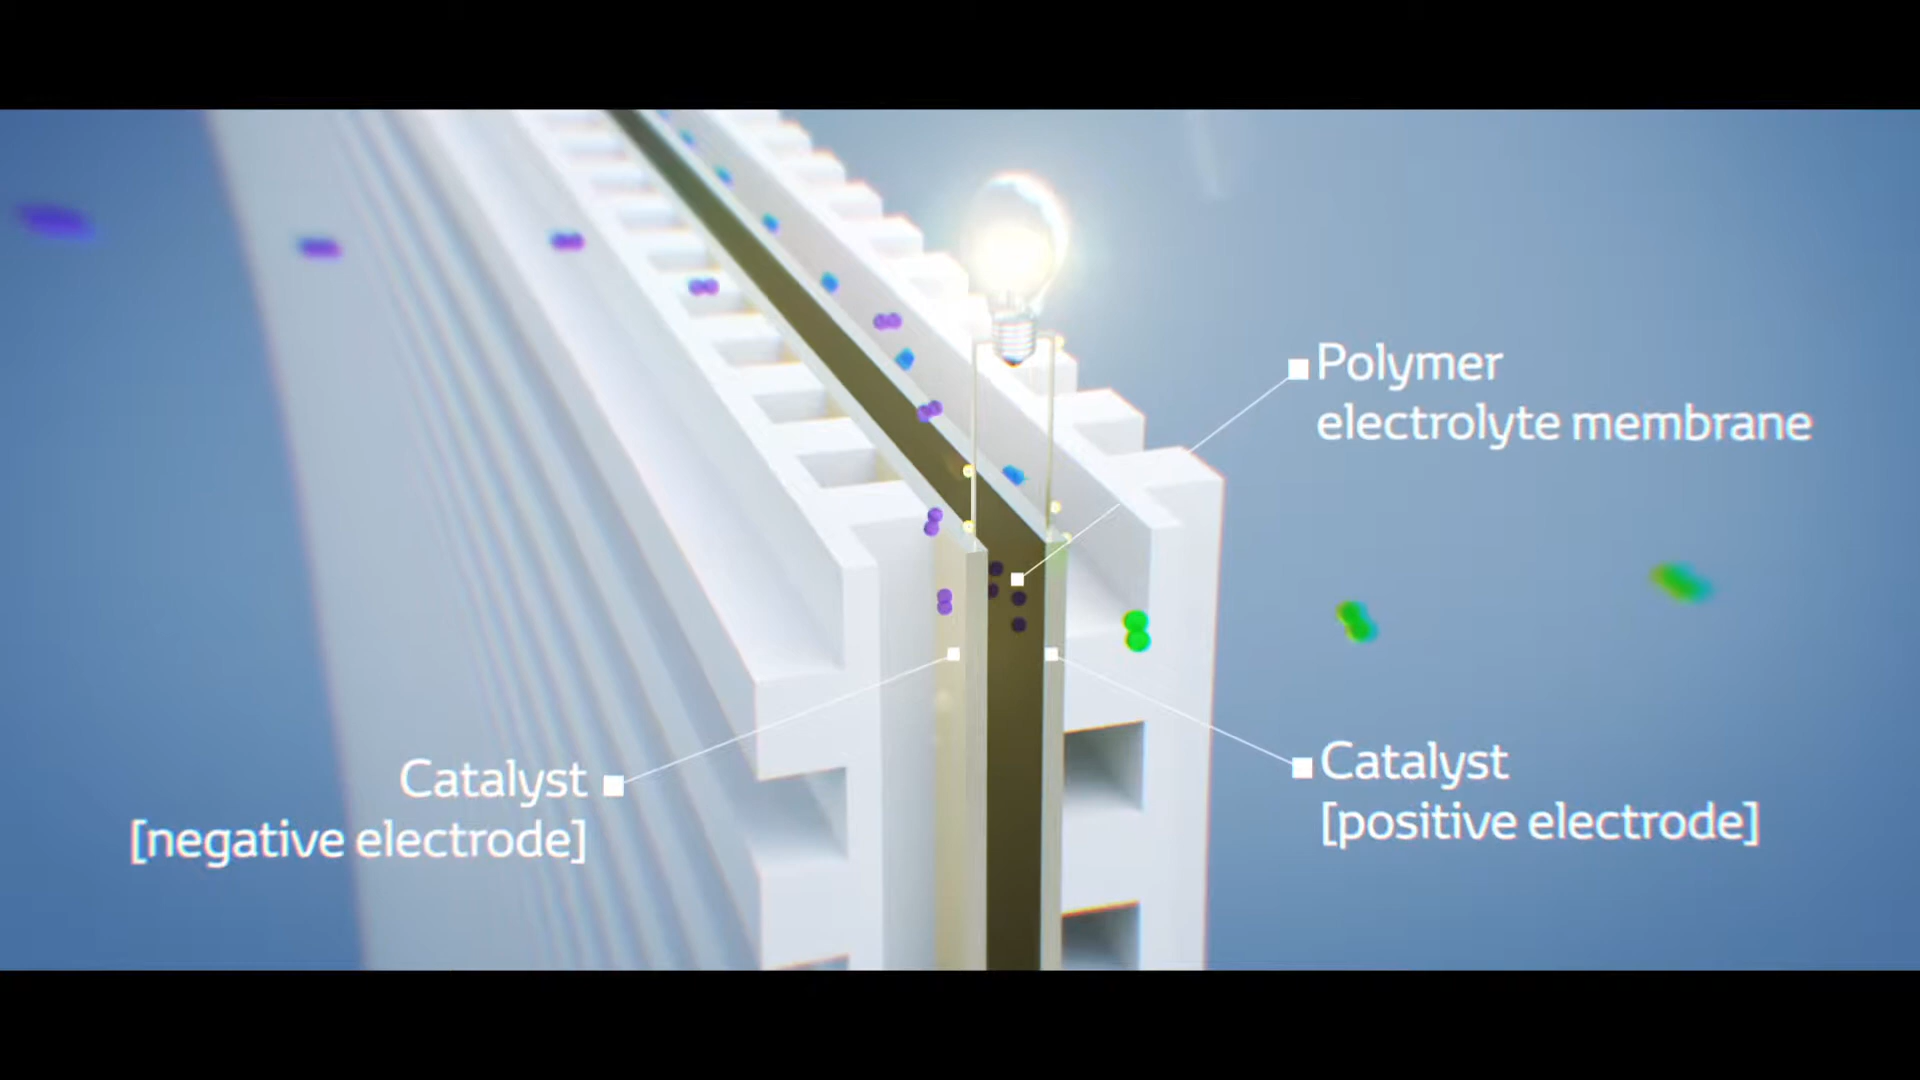 Polymer
electrolyte membrane
Catalyst
[negative electrode]
Catalyst
[positive electrode]